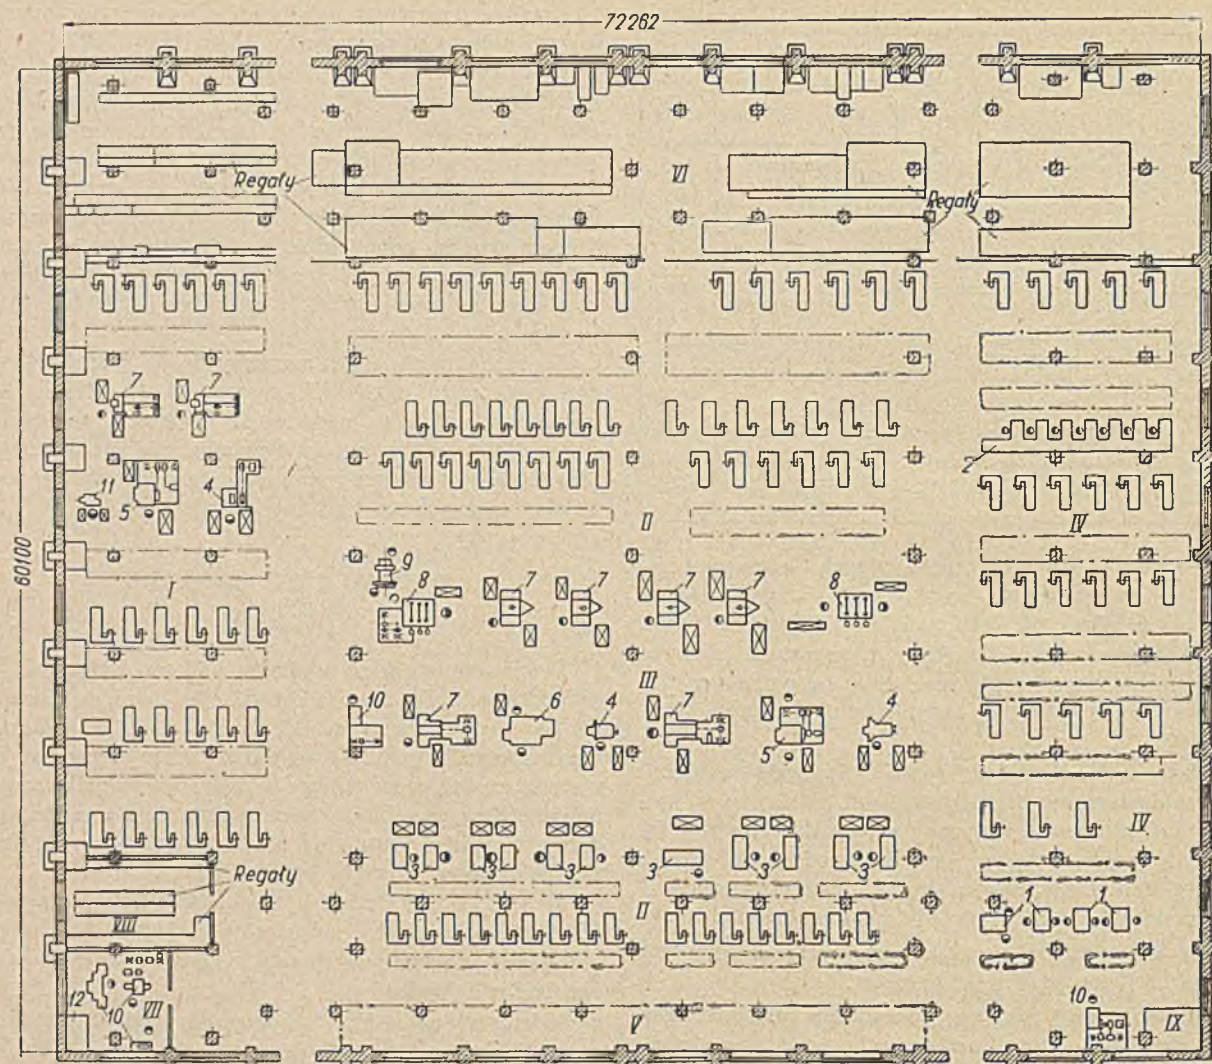 72262
60100
Regały
VI
Regały
7 7
2
11 5 4
II
IV
I
9 8 7 7 7 7 8
III
10 7 6 4 7 5 4
IV
3 3 3 3 3 3
1 1
Regały
II
VIII
12 VII
10
V
10 IX